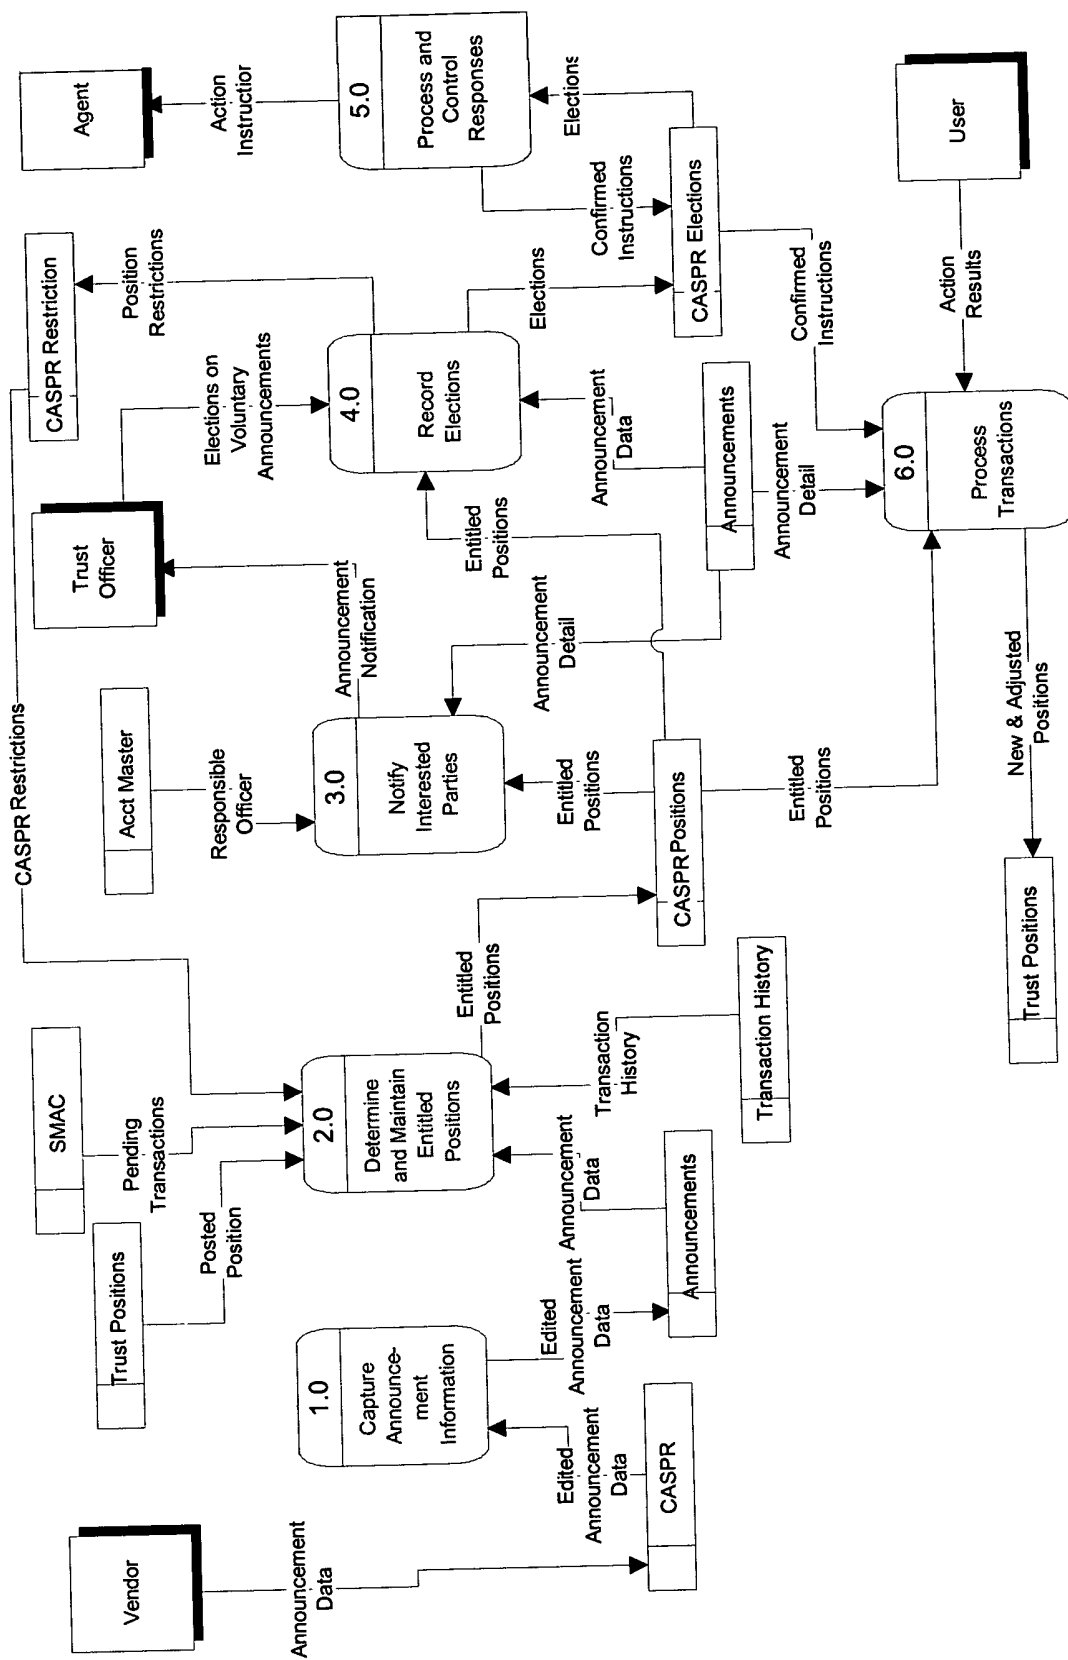 CASPR Restrictions
Vendor
Announcement
Data
CASPR
Edited
Announcement
Data
1.0
Capture
Announce-
ment
Information
Edited
Announcement
Data
Announcements
Announcement
Data
Trust Positions
Posted
Position
SMAC
Pending
Transactions
2.0
Determine
and Maintain
Entitled
Positions
Transaction
History
Transaction History
Entitled
Positions
CASPR Positions
Acct Master
Responsible
Officer
3.0
Notify
Interested
Parties
Entitled
Positions
Announcement
Notification
Trust
Officer
Announcement
Detail
Entitled
Positions
Elections on
Voluntary
Announcements
4.0
Record
Elections
Announcement
Data
Announcements
Announcement
Detail
CASPR Restriction
Position
Restrictions
Elections
CASPR Elections
Confirmed
Instructions
Elections
5.0
Process and
Control
Responses
Action
Instruction
Agent
Confirmed
Instructions
Entitled
Positions
6.0
Process
Transactions
Action
Results
User
New & Adjusted
Positions
Trust Positions